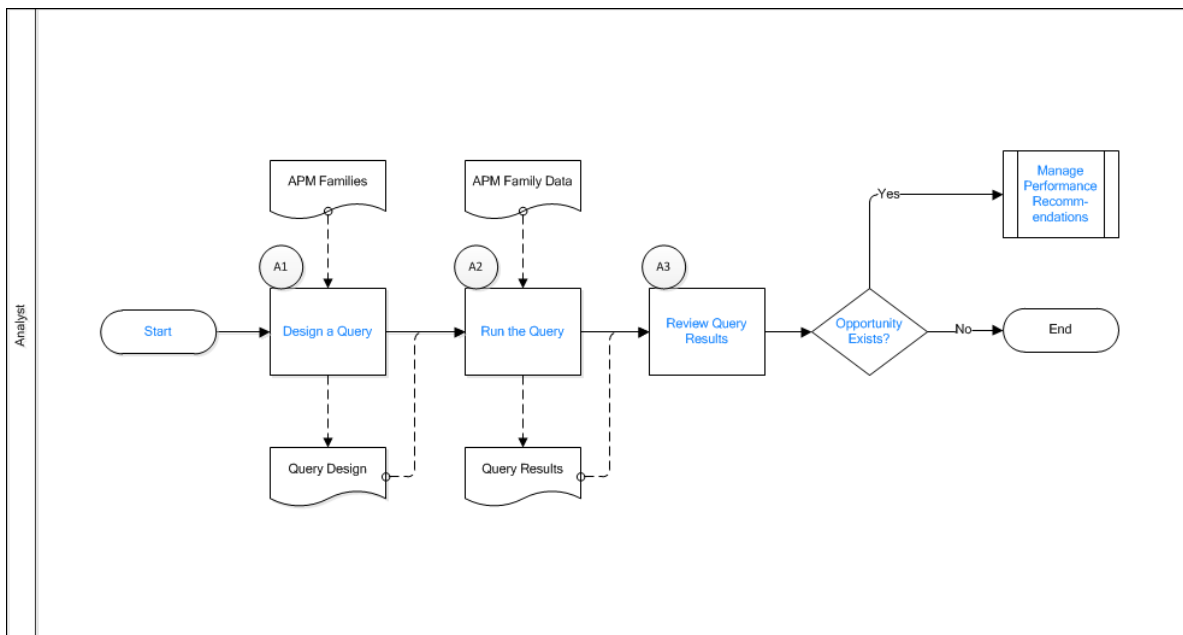 Analyst
APM Families
APM Family Data
Manage
Performance
Recomm-
endations
Yes
A1
A2
A3
Start
Design a Query
Run the Query
Review Query
Results
Opportunity
Exists?
No
End
Query Design
Query Results